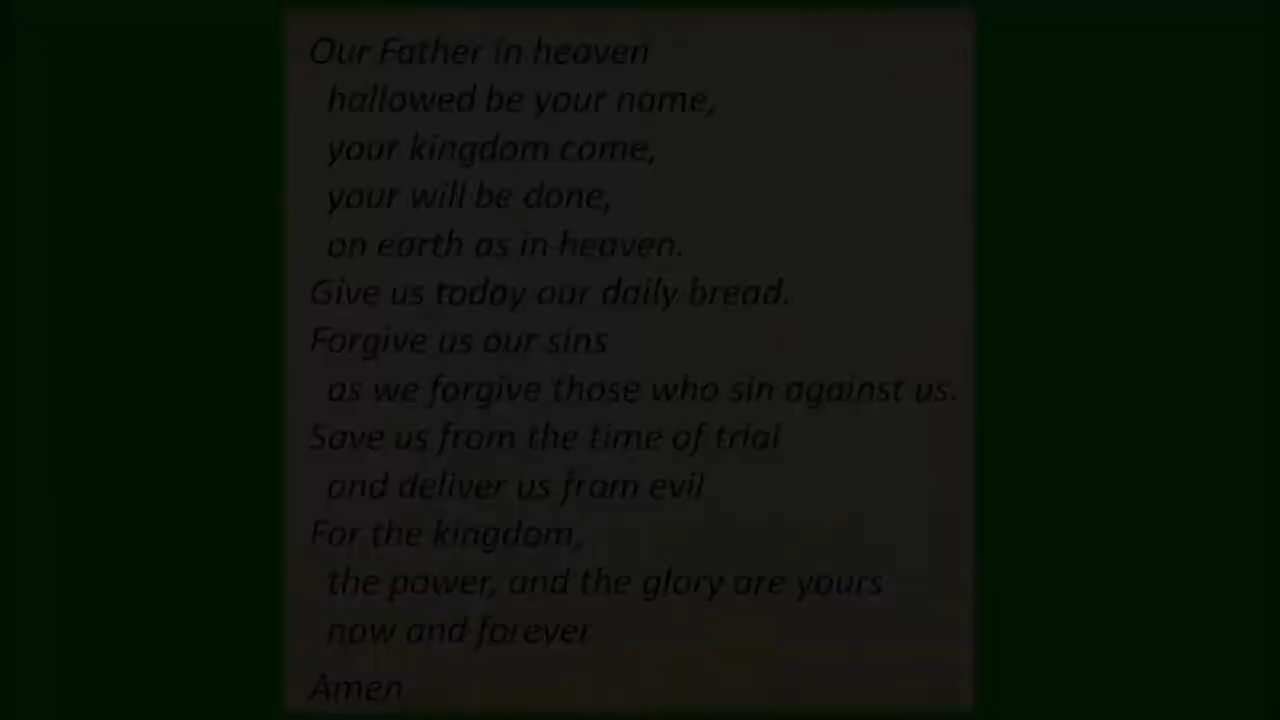 Our Father in heaven
hallowed be your name,
your kingdom come,
your will be done,
on earth as in heaven.
Give us today our daily bread.
Forgive us our sins
as we forgive those who sin against us.
Save us from the time of trial
and deliver us from evil
For the kingdom,
the power, and the glory are yours
now and forever
Amen